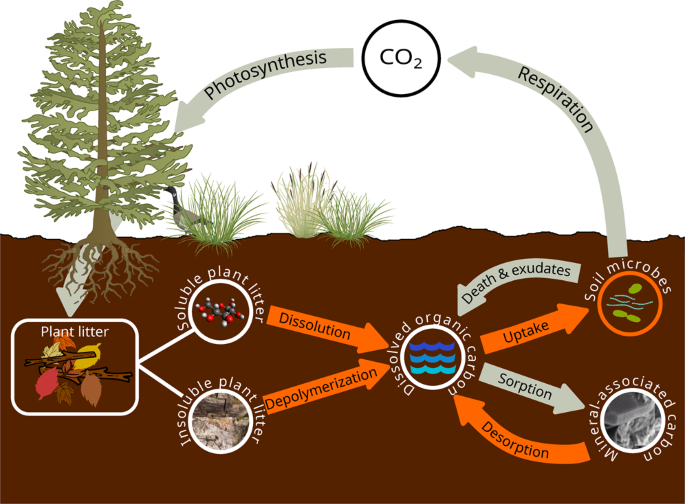 CO₂
Photosynthesis
Respiration
Soluble plant litter
Plant litter
Insoluble plant litter
Dissolution
Depolymerization
Dissolved organic carbon
Death & exudates
Soil microbes
Uptake
Sorption
Desorption
Mineral-associated carbon